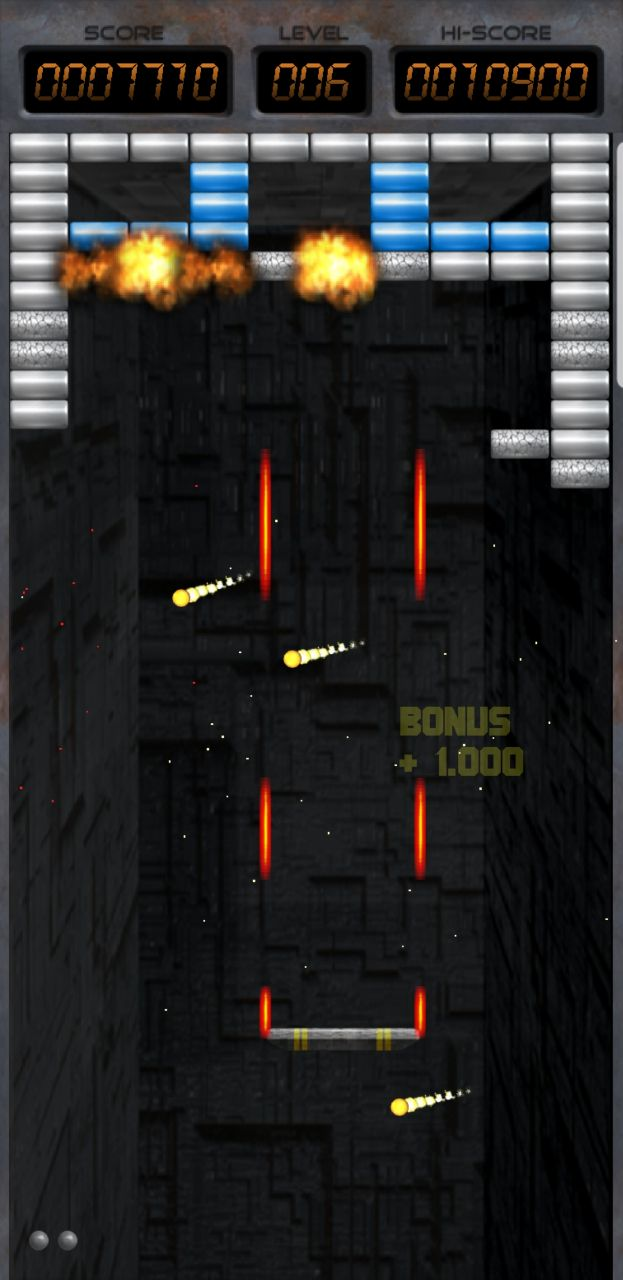 SCORE LEVEL HI-SCORE
0007710 006 0010900
BONUS
+ 1.000